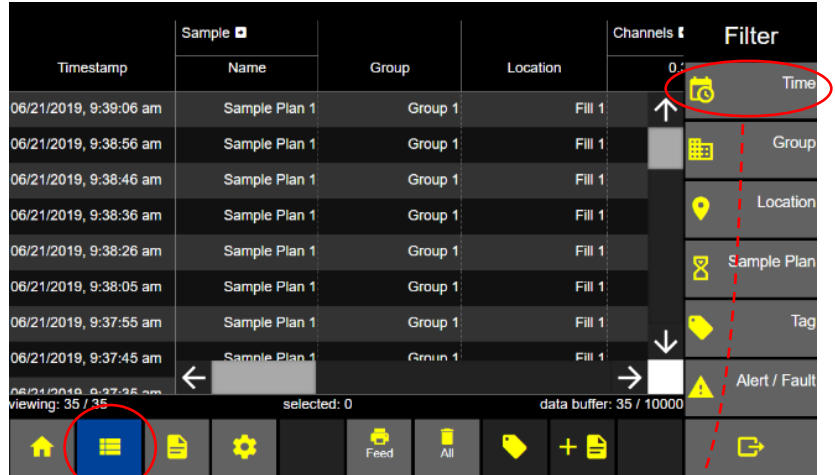 Sample Channels Filter
Timestamp Name Group Location
06/21/2019, 9:39:06 am Sample Plan 1 Group 1 Fill 1
06/21/2019, 9:38:56 am Sample Plan 1 Group 1 Fill 1
06/21/2019, 9:38:46 am Sample Plan 1 Group 1 Fill 1
06/21/2019, 9:38:36 am Sample Plan 1 Group 1 Fill 1
06/21/2019, 9:38:26 am Sample Plan 1 Group 1 Fill 1
06/21/2019, 9:38:05 am Sample Plan 1 Group 1 Fill 1
06/21/2019, 9:37:55 am Sample Plan 1 Group 1 Fill 1
06/21/2019, 9:37:45 am Sample Plan 1 Group 1 Fill 1
06/21/2019, 9:37:35 am
viewing: 35 / 35 selected: 0 data buffer: 35 / 10000
Time
Group
Location
Sample Plan
Tag
Alert / Fault
Feed All